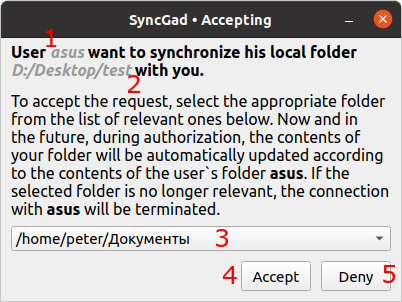 SyncGad • Accepting
1
User asus want to synchronize his local folder
D:/Desktop/test with you.
2
To accept the request, select the appropriate folder
from the list of relevant ones below. Now and in
the future, during authorization, the contents of
your folder will be automatically updated according
to the contents of the user`s folder asus. If the
selected folder is no longer relevant, the connection
with asus will be terminated.
/home/peter/Документы 3
4 Accept Deny 5